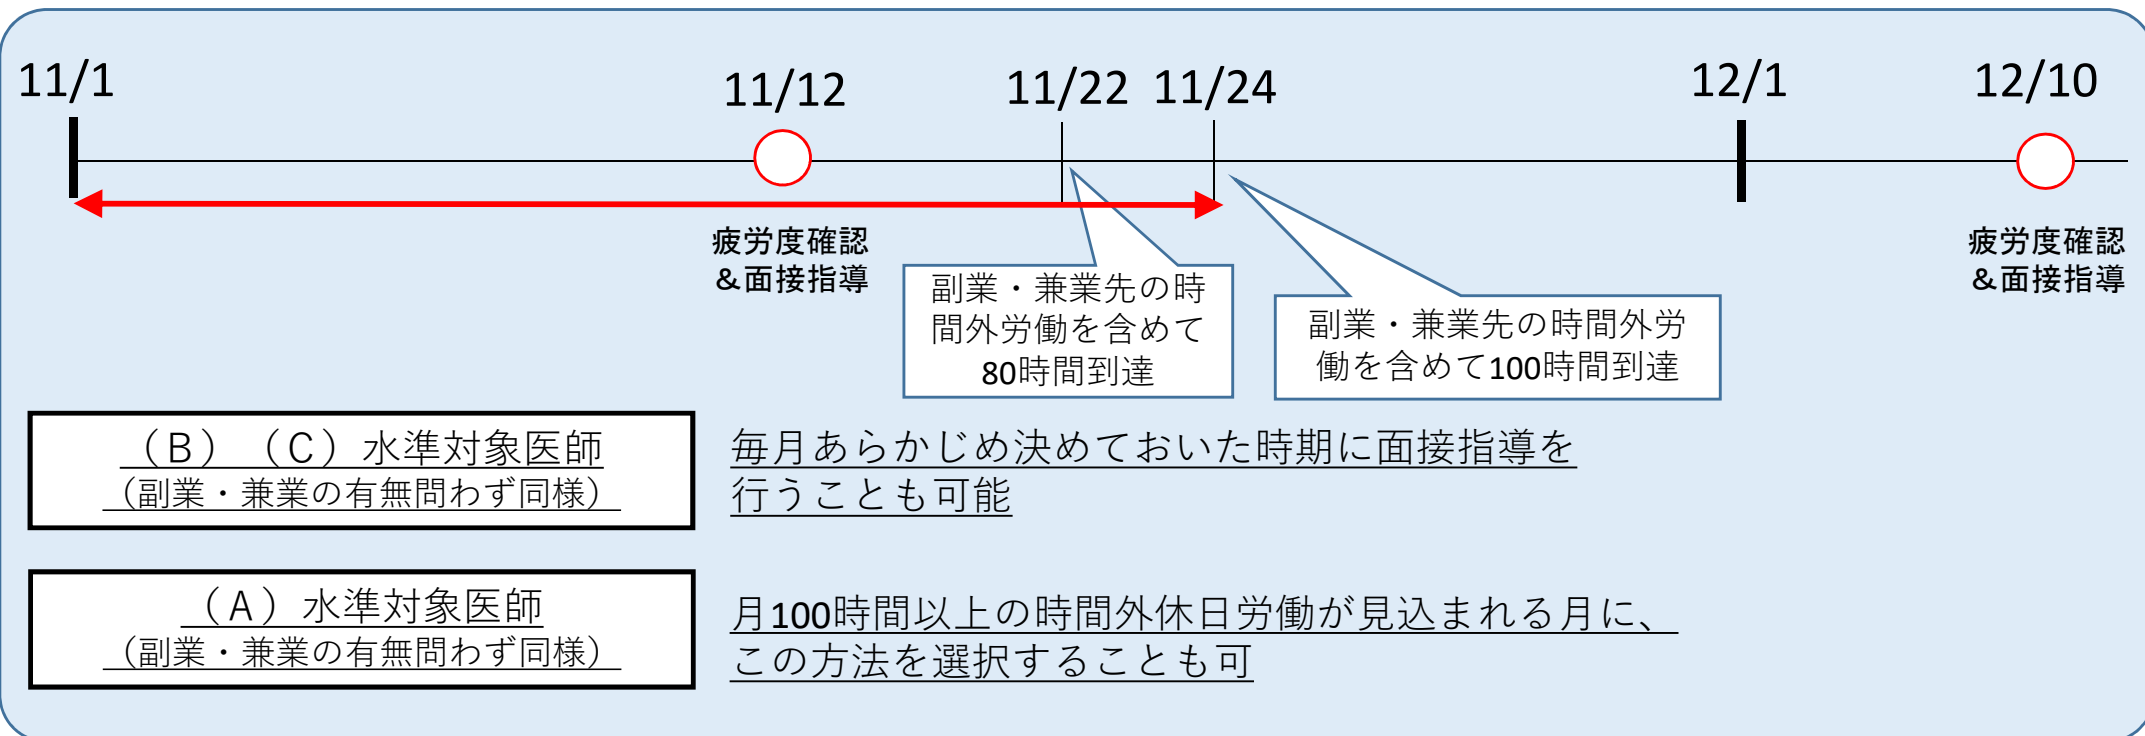 11/1
11/12
11/22
11/24
12/1
12/10
疲労度確認
＆面接指導
疲労度確認
＆面接指導
副業・兼業先の時
間外労働を含めて
80時間到達
副業・兼業先の時間外労
働を含めて100時間到達
（Ｂ）（Ｃ）水準対象医師
（副業・兼業の有無問わず同様）
毎月あらかじめ決めておいた時期に面接指導を
行うことも可能
（Ａ）水準対象医師
（副業・兼業の有無問わず同様）
月100時間以上の時間外休日労働が見込まれる月に、
この方法を選択することも可